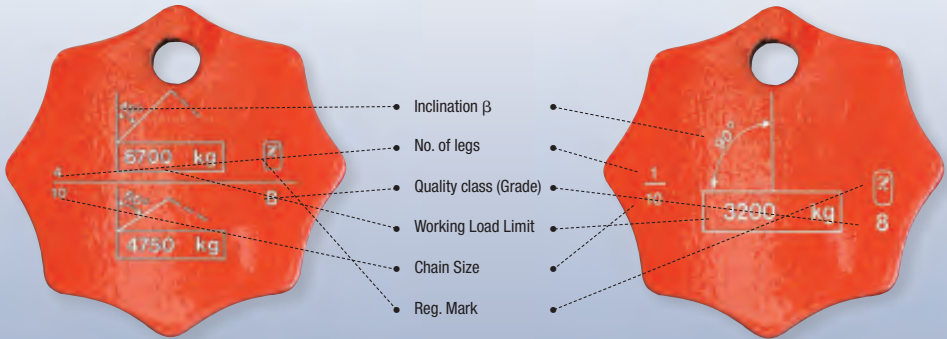 6700 kg
4
10
8
4750 kg
Inclination β
No. of legs
Quality class (Grade)
Working Load Limit
Chain Size
Reg. Mark
90°
1
10
3200 kg
8